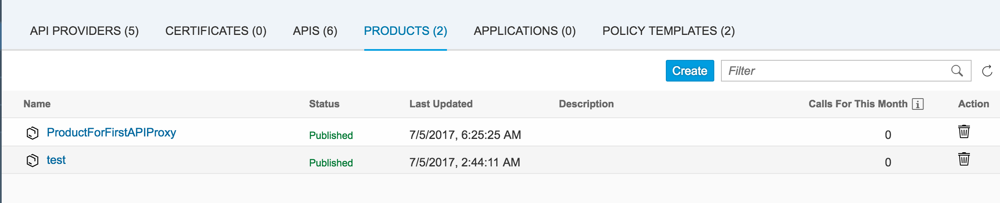 API PROVIDERS (5) CERTIFICATES (0) APIS (6) PRODUCTS (2) APPLICATIONS (0) POLICY TEMPLATES (2)
Create Filter
Name Status Last Updated Description Calls For This Month i Action
ProductForFirstAPIProxy Published 7/5/2017, 6:25:25 AM 0
test Published 7/5/2017, 2:44:11 AM 0